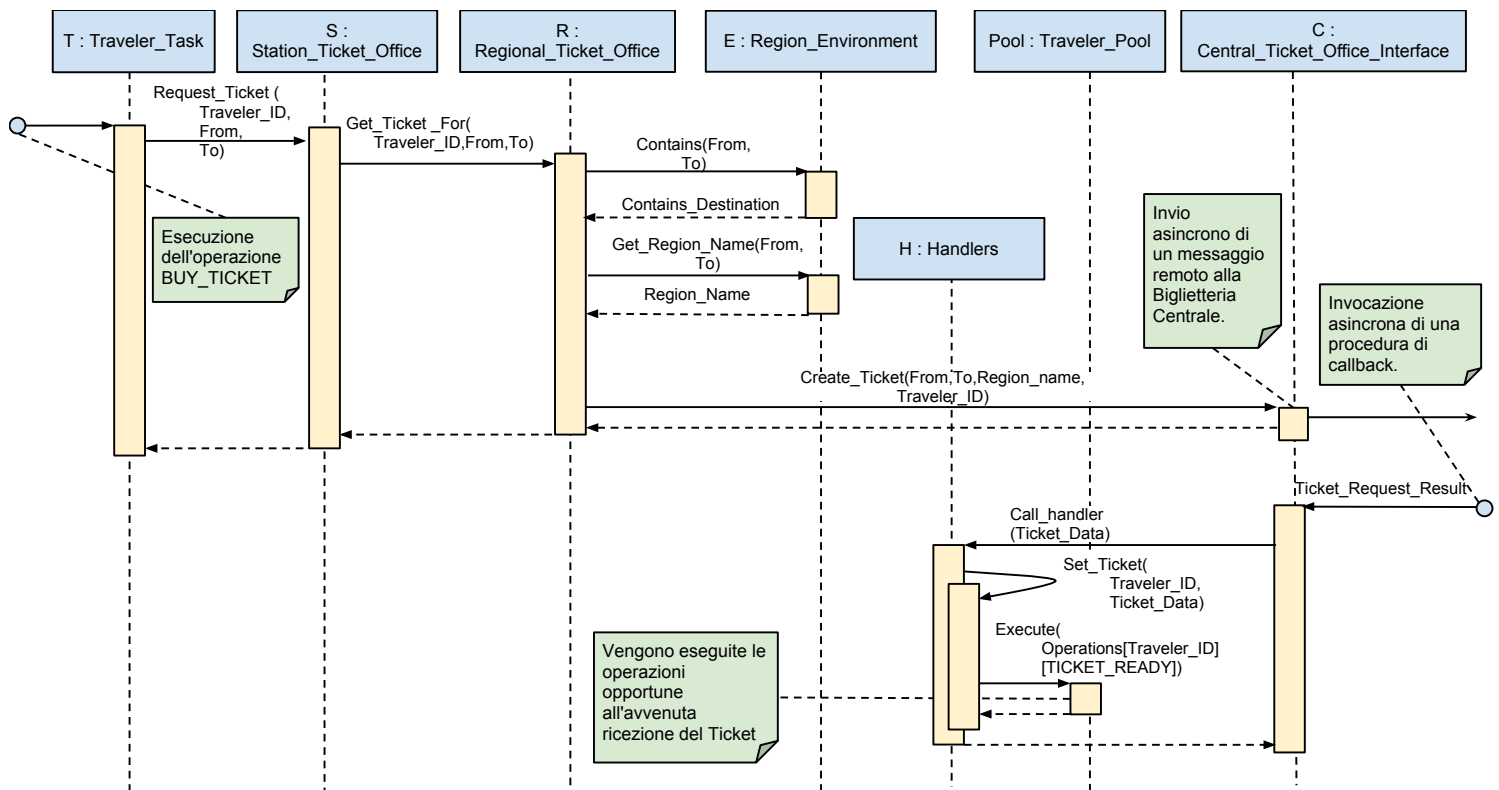 T : Traveler_Task
S :
Station_Ticket_Office
R :
Regional_Ticket_Office
E : Region_Environment
Pool : Traveler_Pool
C :
Central_Ticket_Office_Interface
Request_Ticket (
Traveler_ID,
From,
To)
Get_Ticket _For(
Traveler_ID,From,To)
Contains(From,
To)
Contains_Destination
Get_Region_Name(From,
To)
Region_Name
Esecuzione
dell'operazione
BUY_TICKET
H : Handlers
Invio
asincrono di
un messaggio
remoto alla
Biglietteria
Centrale.
Invocazione
asincrona di una
procedura di
callback.
Create_Ticket(From,To,Region_name,
Traveler_ID)
Ticket_Request_Result
Call_handler
(Ticket_Data)
Set_Ticket(
Traveler_ID,
Ticket_Data)
Execute(
Operations[Traveler_ID]
[TICKET_READY])
Vengono eseguite le
operazioni
opportune
all'avvenuta
ricezione del Ticket